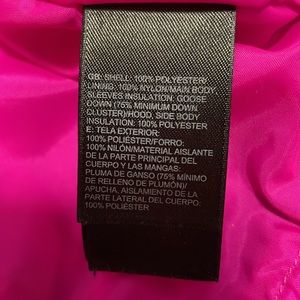 GB: SHELL: 100% POLYESTER/
LINING: 100% NYLON/MAIN BODY,
SLEEVES INSULATION: GOOSE
DOWN (75% MINIMUM DOWN
CLUSTER)/HOOD, SIDE BODY
INSULATION: 100% POLYESTER
E: TELA EXTERIOR:
100% POLIÉSTER/FORRO:
100% NILÓN/MATERIAL AISLANTE
DE LA PARTE PRINCIPAL DEL
CUERPO Y LAS MANGAS:
PLUMA DE GANSO (75% MÍNIMO
DE RELLENO DE PLUMÓN)/
APUCHA, AISLAMIENTO DE LA
PARTE LATERAL DEL CUERPO:
100% POLIÉSTER